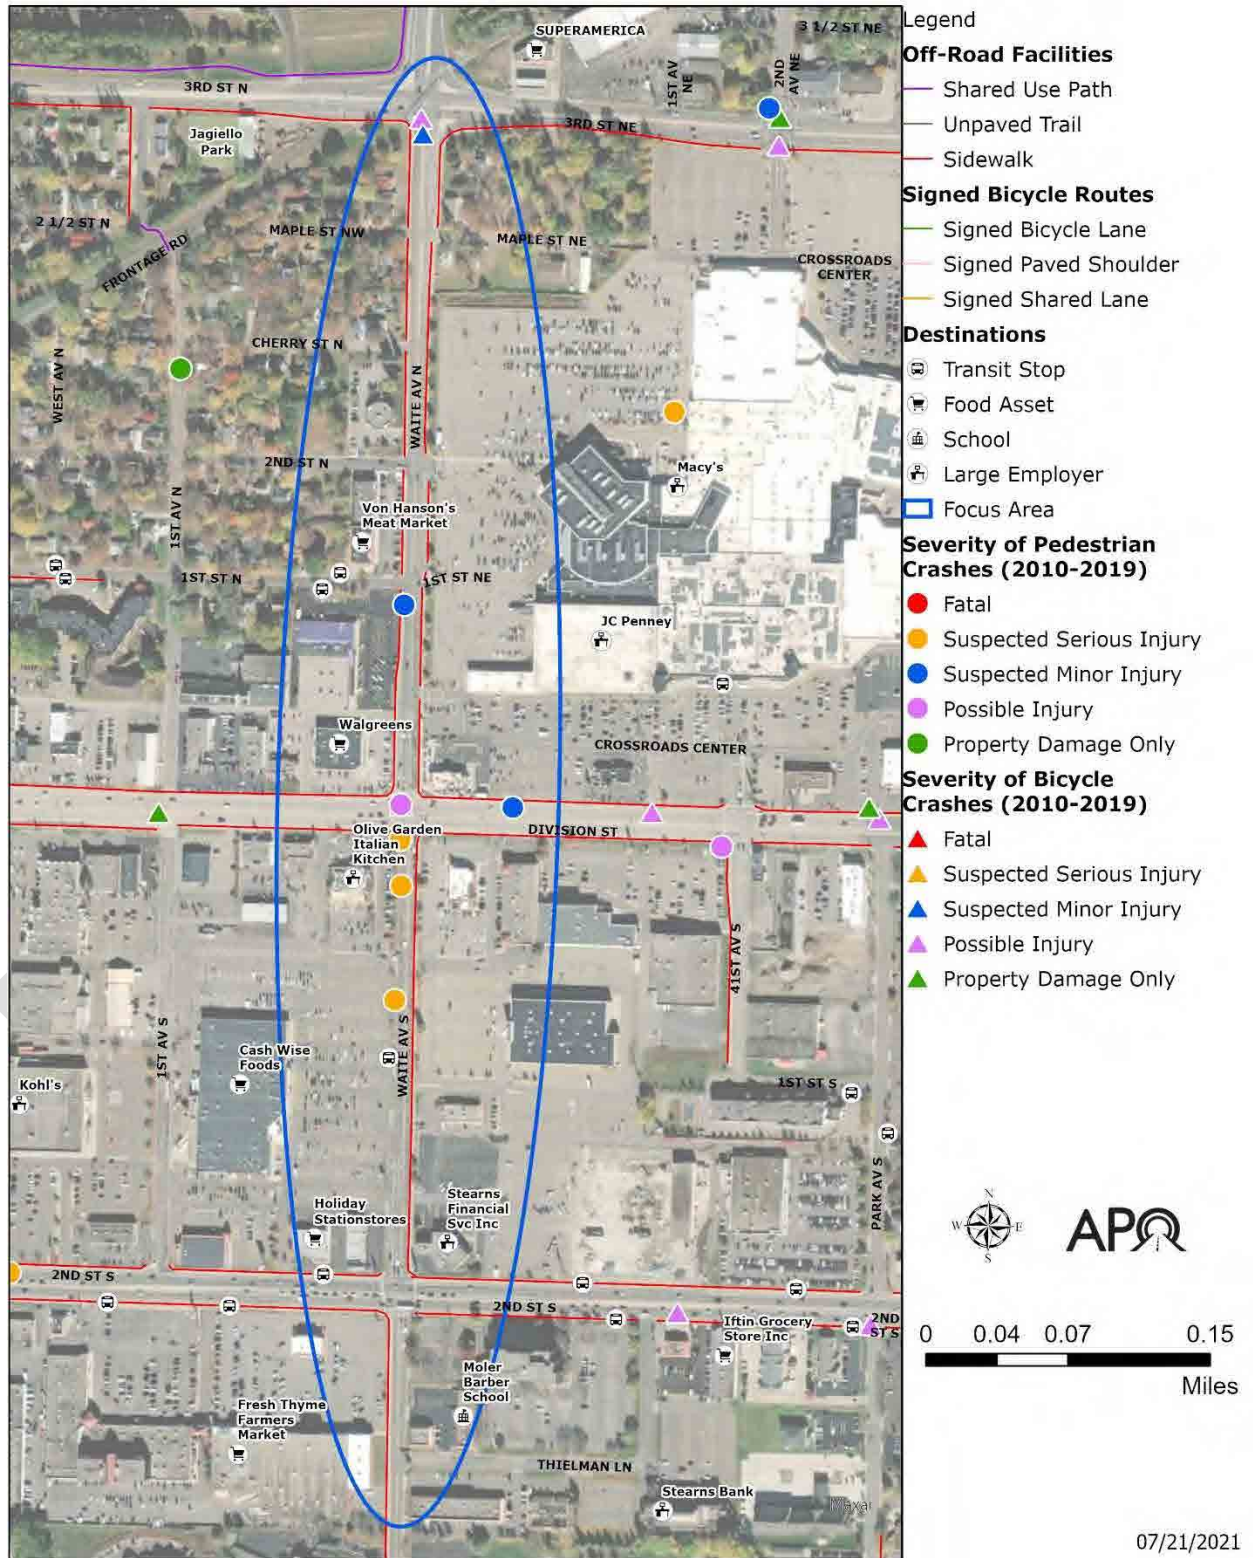 SUPERAMERICA
3 1/2 ST NE
1ST AV
NE
2ND
AV NE
3RD ST N
3RD ST NE
Jagiello
Park
2 1/2 ST N
MAPLE ST NW
MAPLE ST NE
FRONTAGE RD
CROSSROADS
CENTER
CHERRY ST N
WEST AV N
WAITE AV N
2ND ST N
Macy's
Von Hanson's
Meat Market
1ST AV N
1ST ST N
1ST ST NE
JC Penney
Walgreens
CROSSROADS CENTER
Olive Garden
Italian
Kitchen
DIVISION ST
41ST AV S
1ST AV S
WAITE AV S
Cash Wise
Foods
Kohl's
1ST ST S
PARK AV S
Holiday
Stationstores
Stearns
Financial
Svc Inc
2ND ST S
2ND ST S
2ND
ST S
Iftin Grocery
Store Inc
Moler
Barber
School
Fresh Thyme
Farmers
Market
THIELMAN LN
Stearns Bank
Maxar
Legend
Off-Road Facilities
Shared Use Path
Unpaved Trail
Sidewalk
Signed Bicycle Routes
Signed Bicycle Lane
Signed Paved Shoulder
Signed Shared Lane
Destinations
Transit Stop
Food Asset
School
Large Employer
Focus Area
Severity of Pedestrian
Crashes (2010-2019)
Fatal
Suspected Serious Injury
Suspected Minor Injury
Possible Injury
Property Damage Only
Severity of Bicycle
Crashes (2010-2019)
Fatal
Suspected Serious Injury
Suspected Minor Injury
Possible Injury
Property Damage Only
N
W E
S
APO
0 0.04 0.07 0.15
Miles
07/21/2021